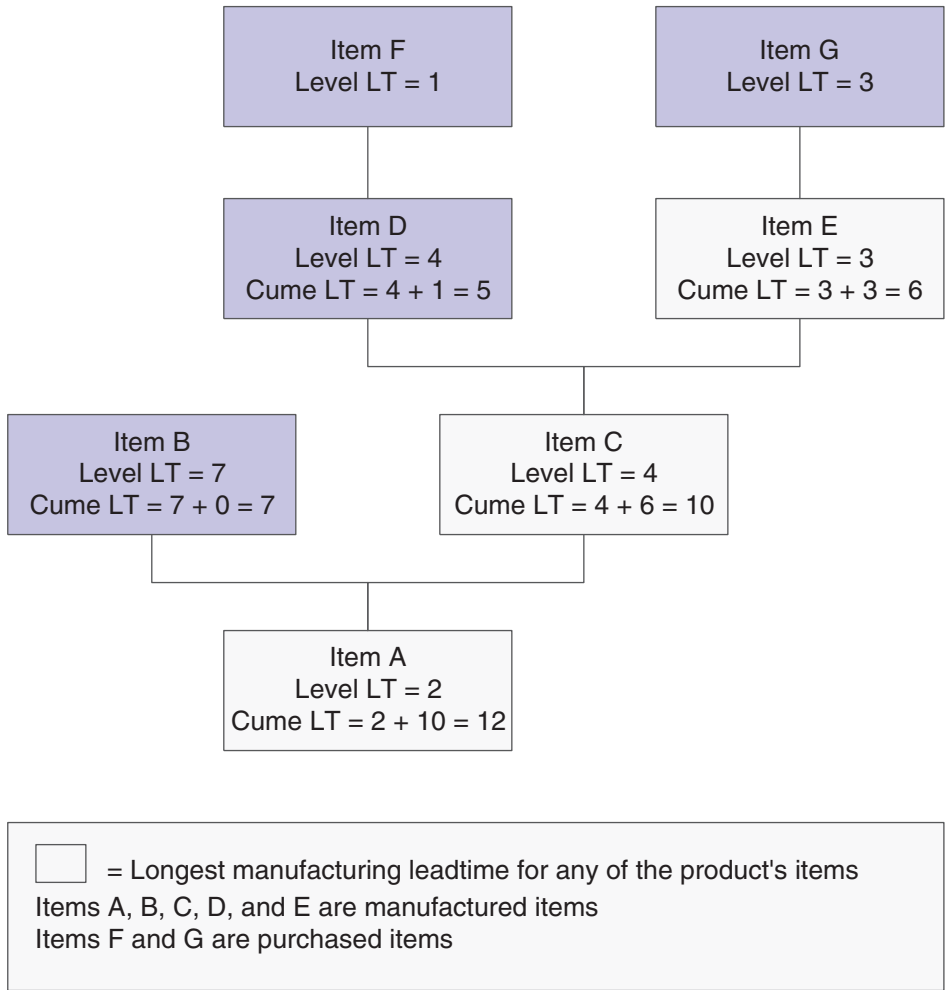 Item F
Level LT = 1
Item G
Level LT = 3
Item D
Level LT = 4
Cume LT = 4 + 1 = 5
Item E
Level LT = 3
Cume LT = 3 + 3 = 6
Item B
Level LT = 7
Cume LT = 7 + 0 = 7
Item C
Level LT = 4
Cume LT = 4 + 6 = 10
Item A
Level LT = 2
Cume LT = 2 + 10 = 12
= Longest manufacturing leadtime for any of the product's items
Items A, B, C, D, and E are manufactured items
Items F and G are purchased items